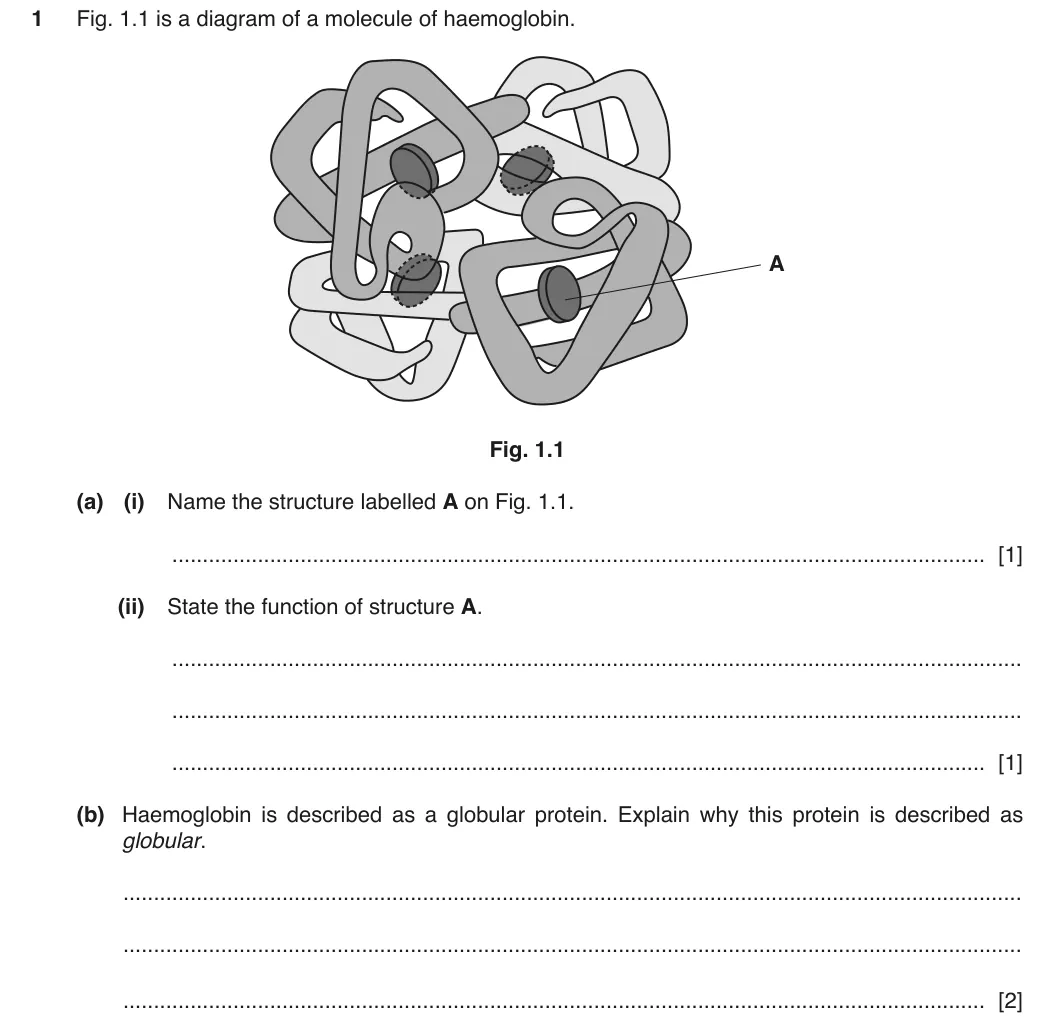 1 Fig. 1.1 is a diagram of a molecule of haemoglobin.
A
Fig. 1.1
(a) (i) Name the structure labelled A on Fig. 1.1.
.......................................................................................................................................... [1]
(ii) State the function of structure A.
..........................................................................................................................................
..........................................................................................................................................
.......................................................................................................................................... [1]
(b) Haemoglobin is described as a globular protein. Explain why this protein is described as
globular.
..........................................................................................................................................
..........................................................................................................................................
.......................................................................................................................................... [2]